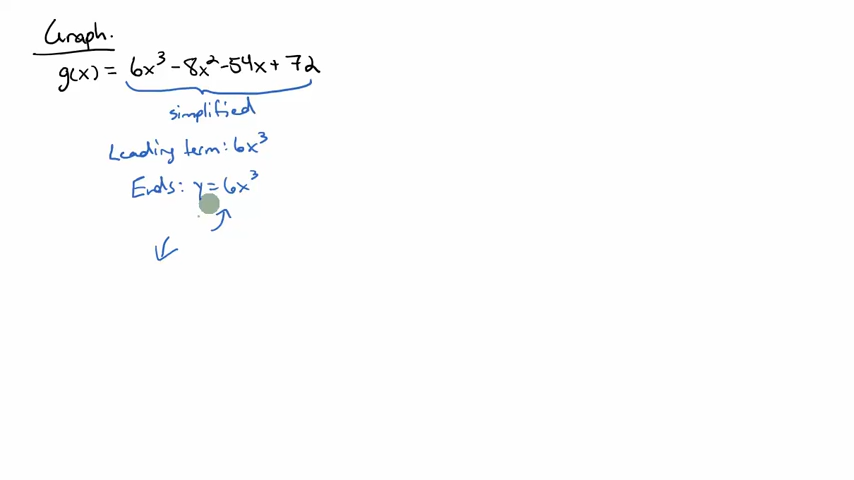 Graph.
g(x) = 6x³ - 8x² - 54x + 72
simplified
Leading term: 6x³
Ends: y = 6x³